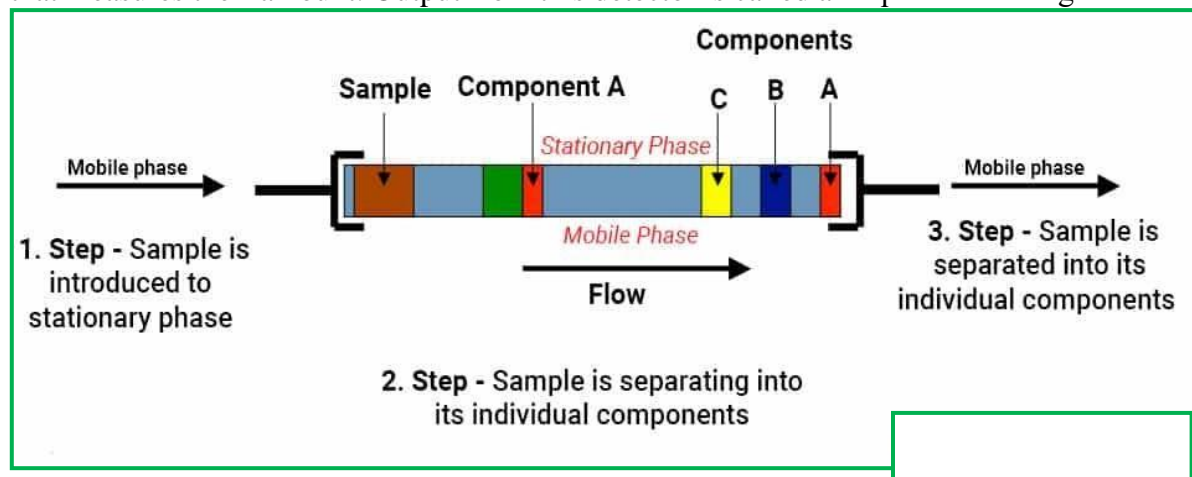 Components
Sample Component A C B A
Stationary Phase
Mobile phase
Mobile phase
Mobile Phase
Flow
1. Step - Sample is
introduced to
stationary phase
2. Step - Sample is separating into
its individual components
3. Step - Sample is
separated into its
individual components